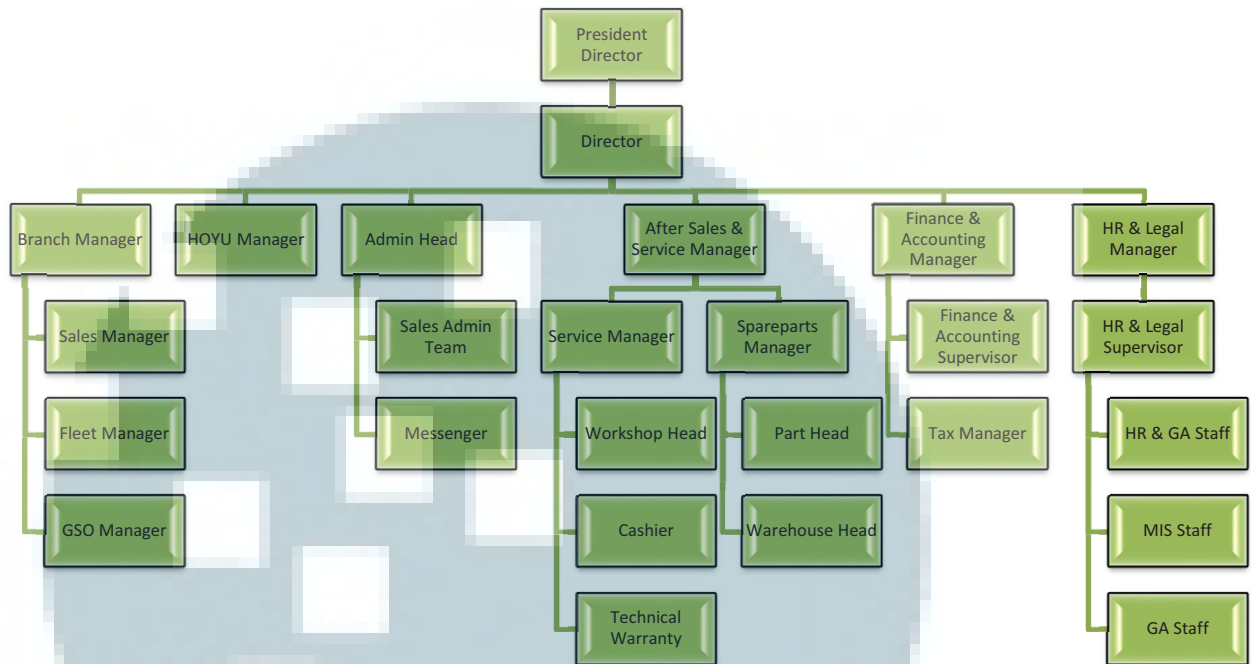 President
Director
Director
Branch Manager
HOYU Manager
Admin Head
After Sales &
Service Manager
Finance &
Accounting
Manager
HR & Legal
Manager
Sales Manager
Sales Admin
Team
Service Manager
Spareparts
Manager
Finance &
Accounting
Supervisor
HR & Legal
Supervisor
Fleet Manager
Messenger
Workshop Head
Part Head
Tax Manager
HR & GA Staff
GSO Manager
Cashier
Warehouse Head
MIS Staff
Technical
Warranty
GA Staff